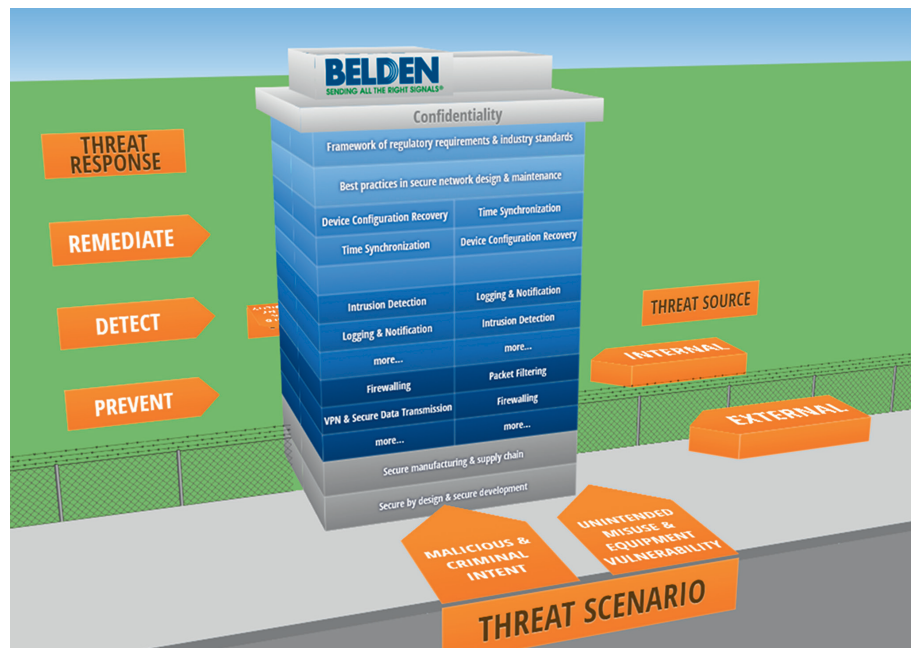 BELDEN
SENDING ALL THE RIGHT SIGNALS®
Confidentiality
Framework of regulatory requirements & industry standards
Best practices in secure network design & maintenance
Device Configuration Recovery
Time Synchronization
Time Synchronization
Device Configuration Recovery
Intrusion Detection
Logging & Notification
Logging & Notification
Intrusion Detection
more...
more...
Firewalling
Packet Filtering
VPN & Secure Data Transmission
Firewalling
more...
more...
Secure manufacturing & supply chain
Secure by design & secure development
THREAT
RESPONSE
REMEDIATE
DETECT
PREVENT
THREAT SOURCE
INTERNAL
EXTERNAL
MALICIOUS &
CRIMINAL
INTENT
UNINTENDED
MISUSE &
EQUIPMENT
VULNERABILITY
THREAT SCENARIO